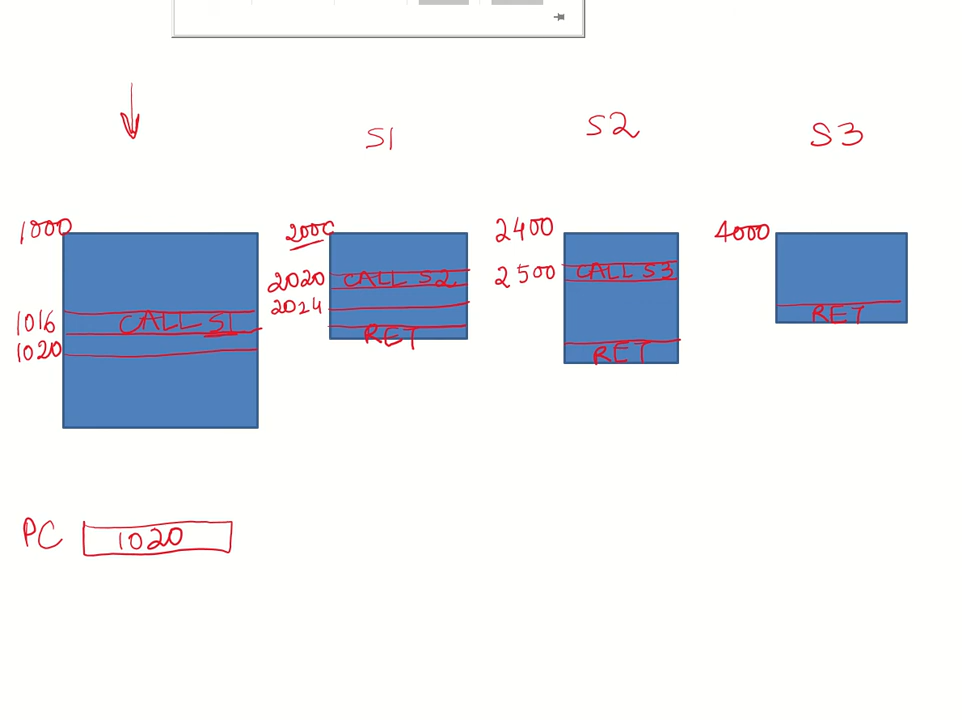 S1
S2
S3
1000
1016
CALL S1
1020
2000
2020
CALL S2
2024
RET
2400
2500
CALL S3
RET
4000
RET
PC
1020